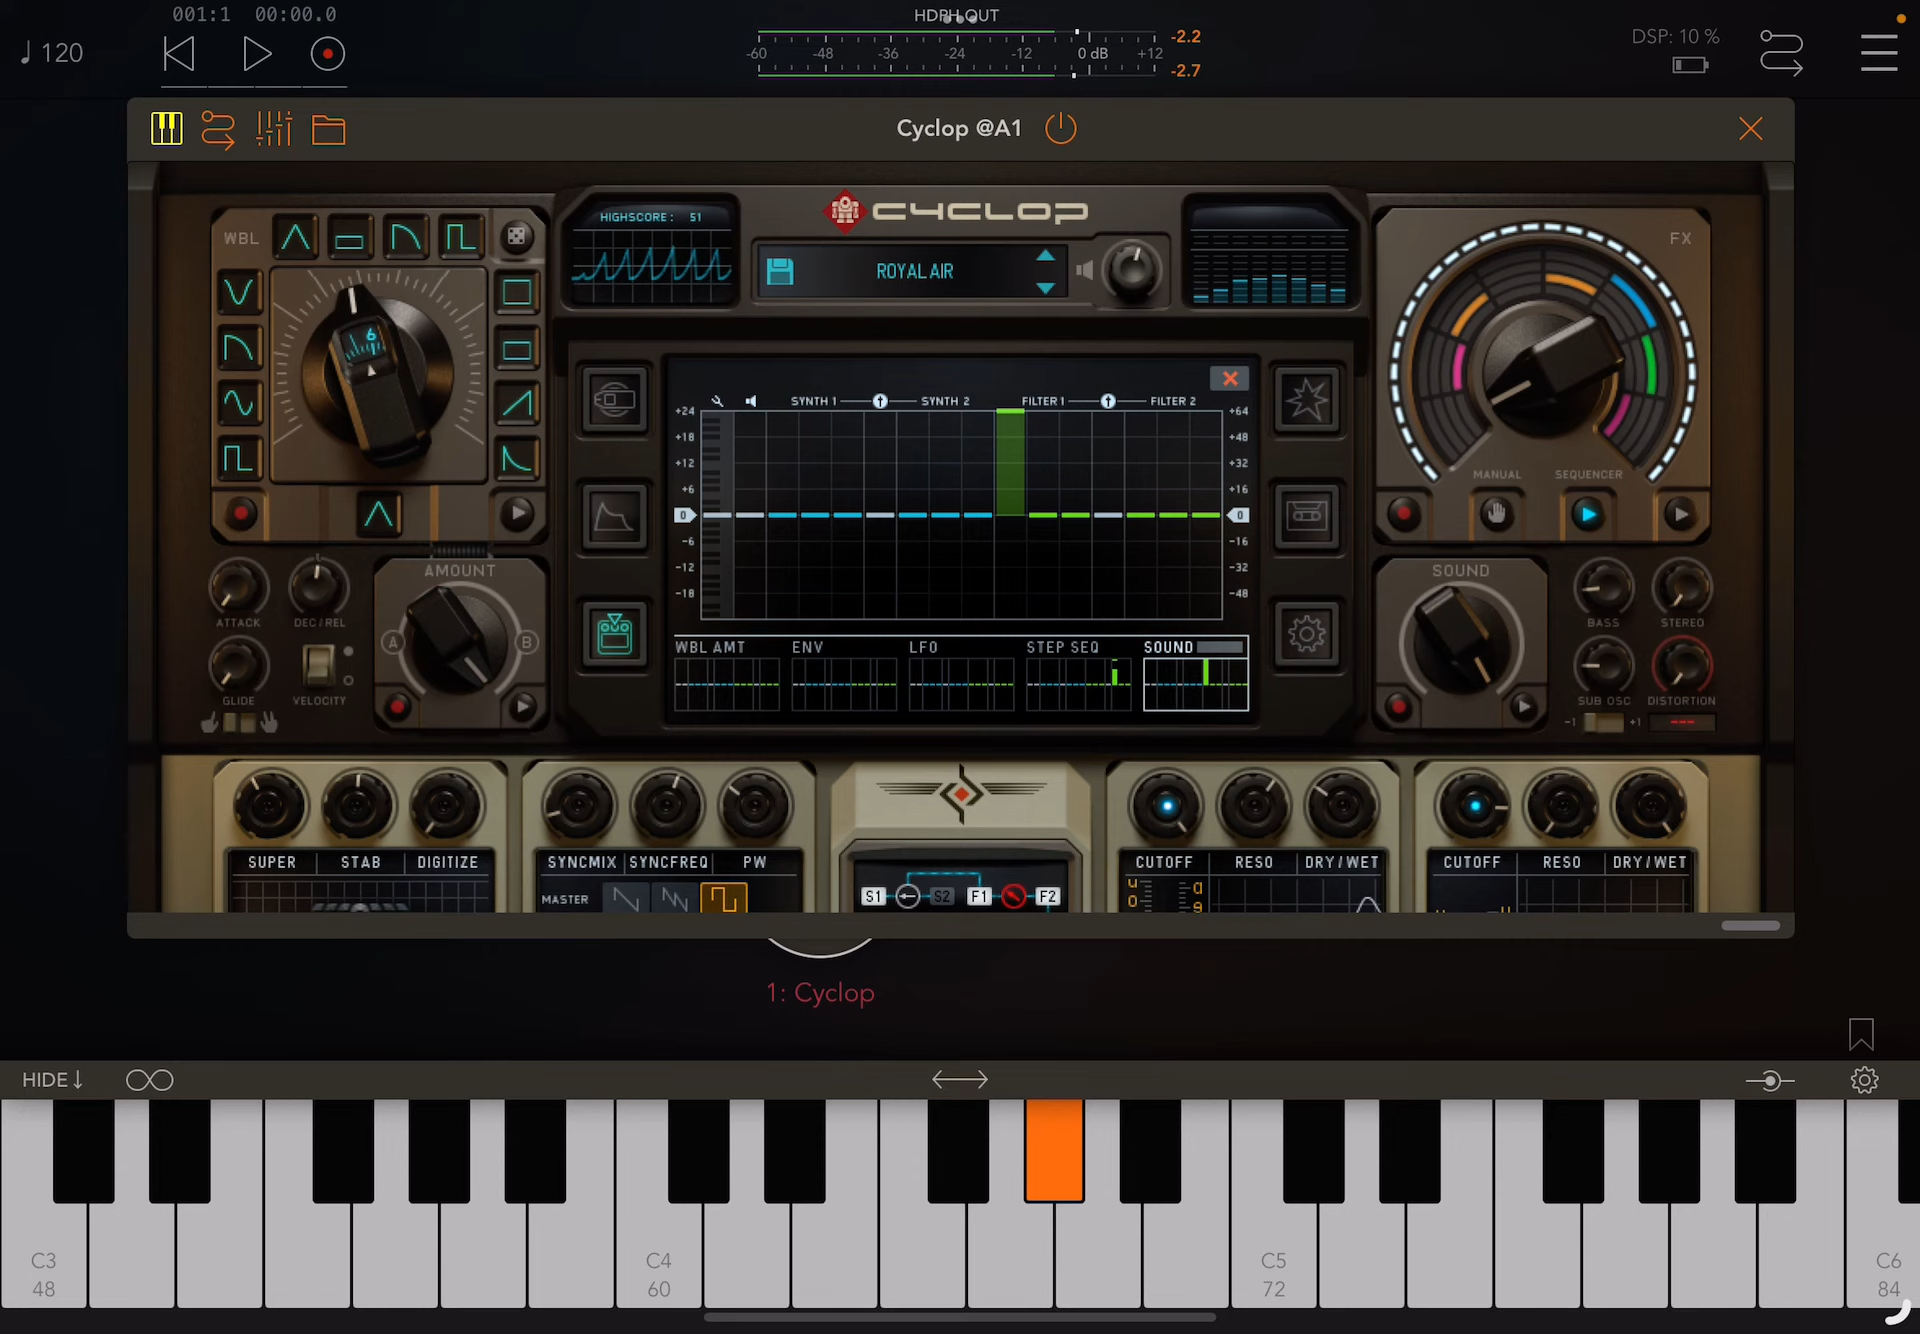 001:1 00:00.0
HDPH OUT
♩ 120
-60 -48 -36 -24 -12 0 dB +12
-2.2
-2.7
DSP: 10 %
Cyclop @A1
WBL
HIGHSCORE: 51
CYCLOP
ROYAL AIR
FX
6
SYNTH 1 SYNTH 2 FILTER 1 FILTER 2
+24 +64
+18 +48
+12 +32
+6 +16
0 0
-6 -16
-12 -32
-18 -48
MANUAL SEQUENCER
AMOUNT
A B
SOUND
ATTACK DEC/REL
BASS STEREO
GLIDE VELOCITY
SUB OSC DISTORTION
-1 +1 ---
WBL AMT ENV LFO STEP SEQ SOUND
SUPER STAB DIGITIZE
SYNCMIX SYNCFREQ PW
CUTOFF RESO DRY/WET
CUTOFF RESO DRY/WET
MASTER
S1 S2 F1 F2
1: Cyclop
HIDE↓
C3 C4 C5 C6
48 60 72 84